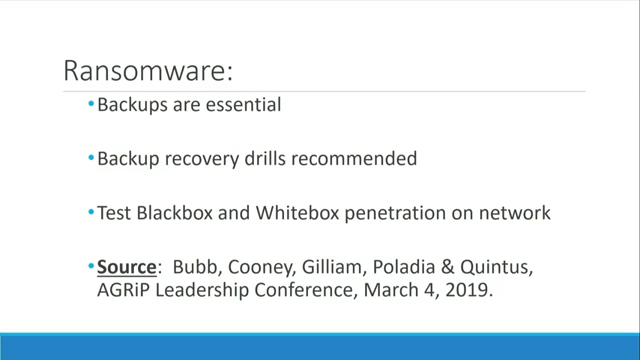 Ransomware:
•Backups are essential
•Backup recovery drills recommended
•Test Blackbox and Whitebox penetration on network
•Source: Bubb, Cooney, Gilliam, Poladia & Quintus,
AGRiP Leadership Conference, March 4, 2019.